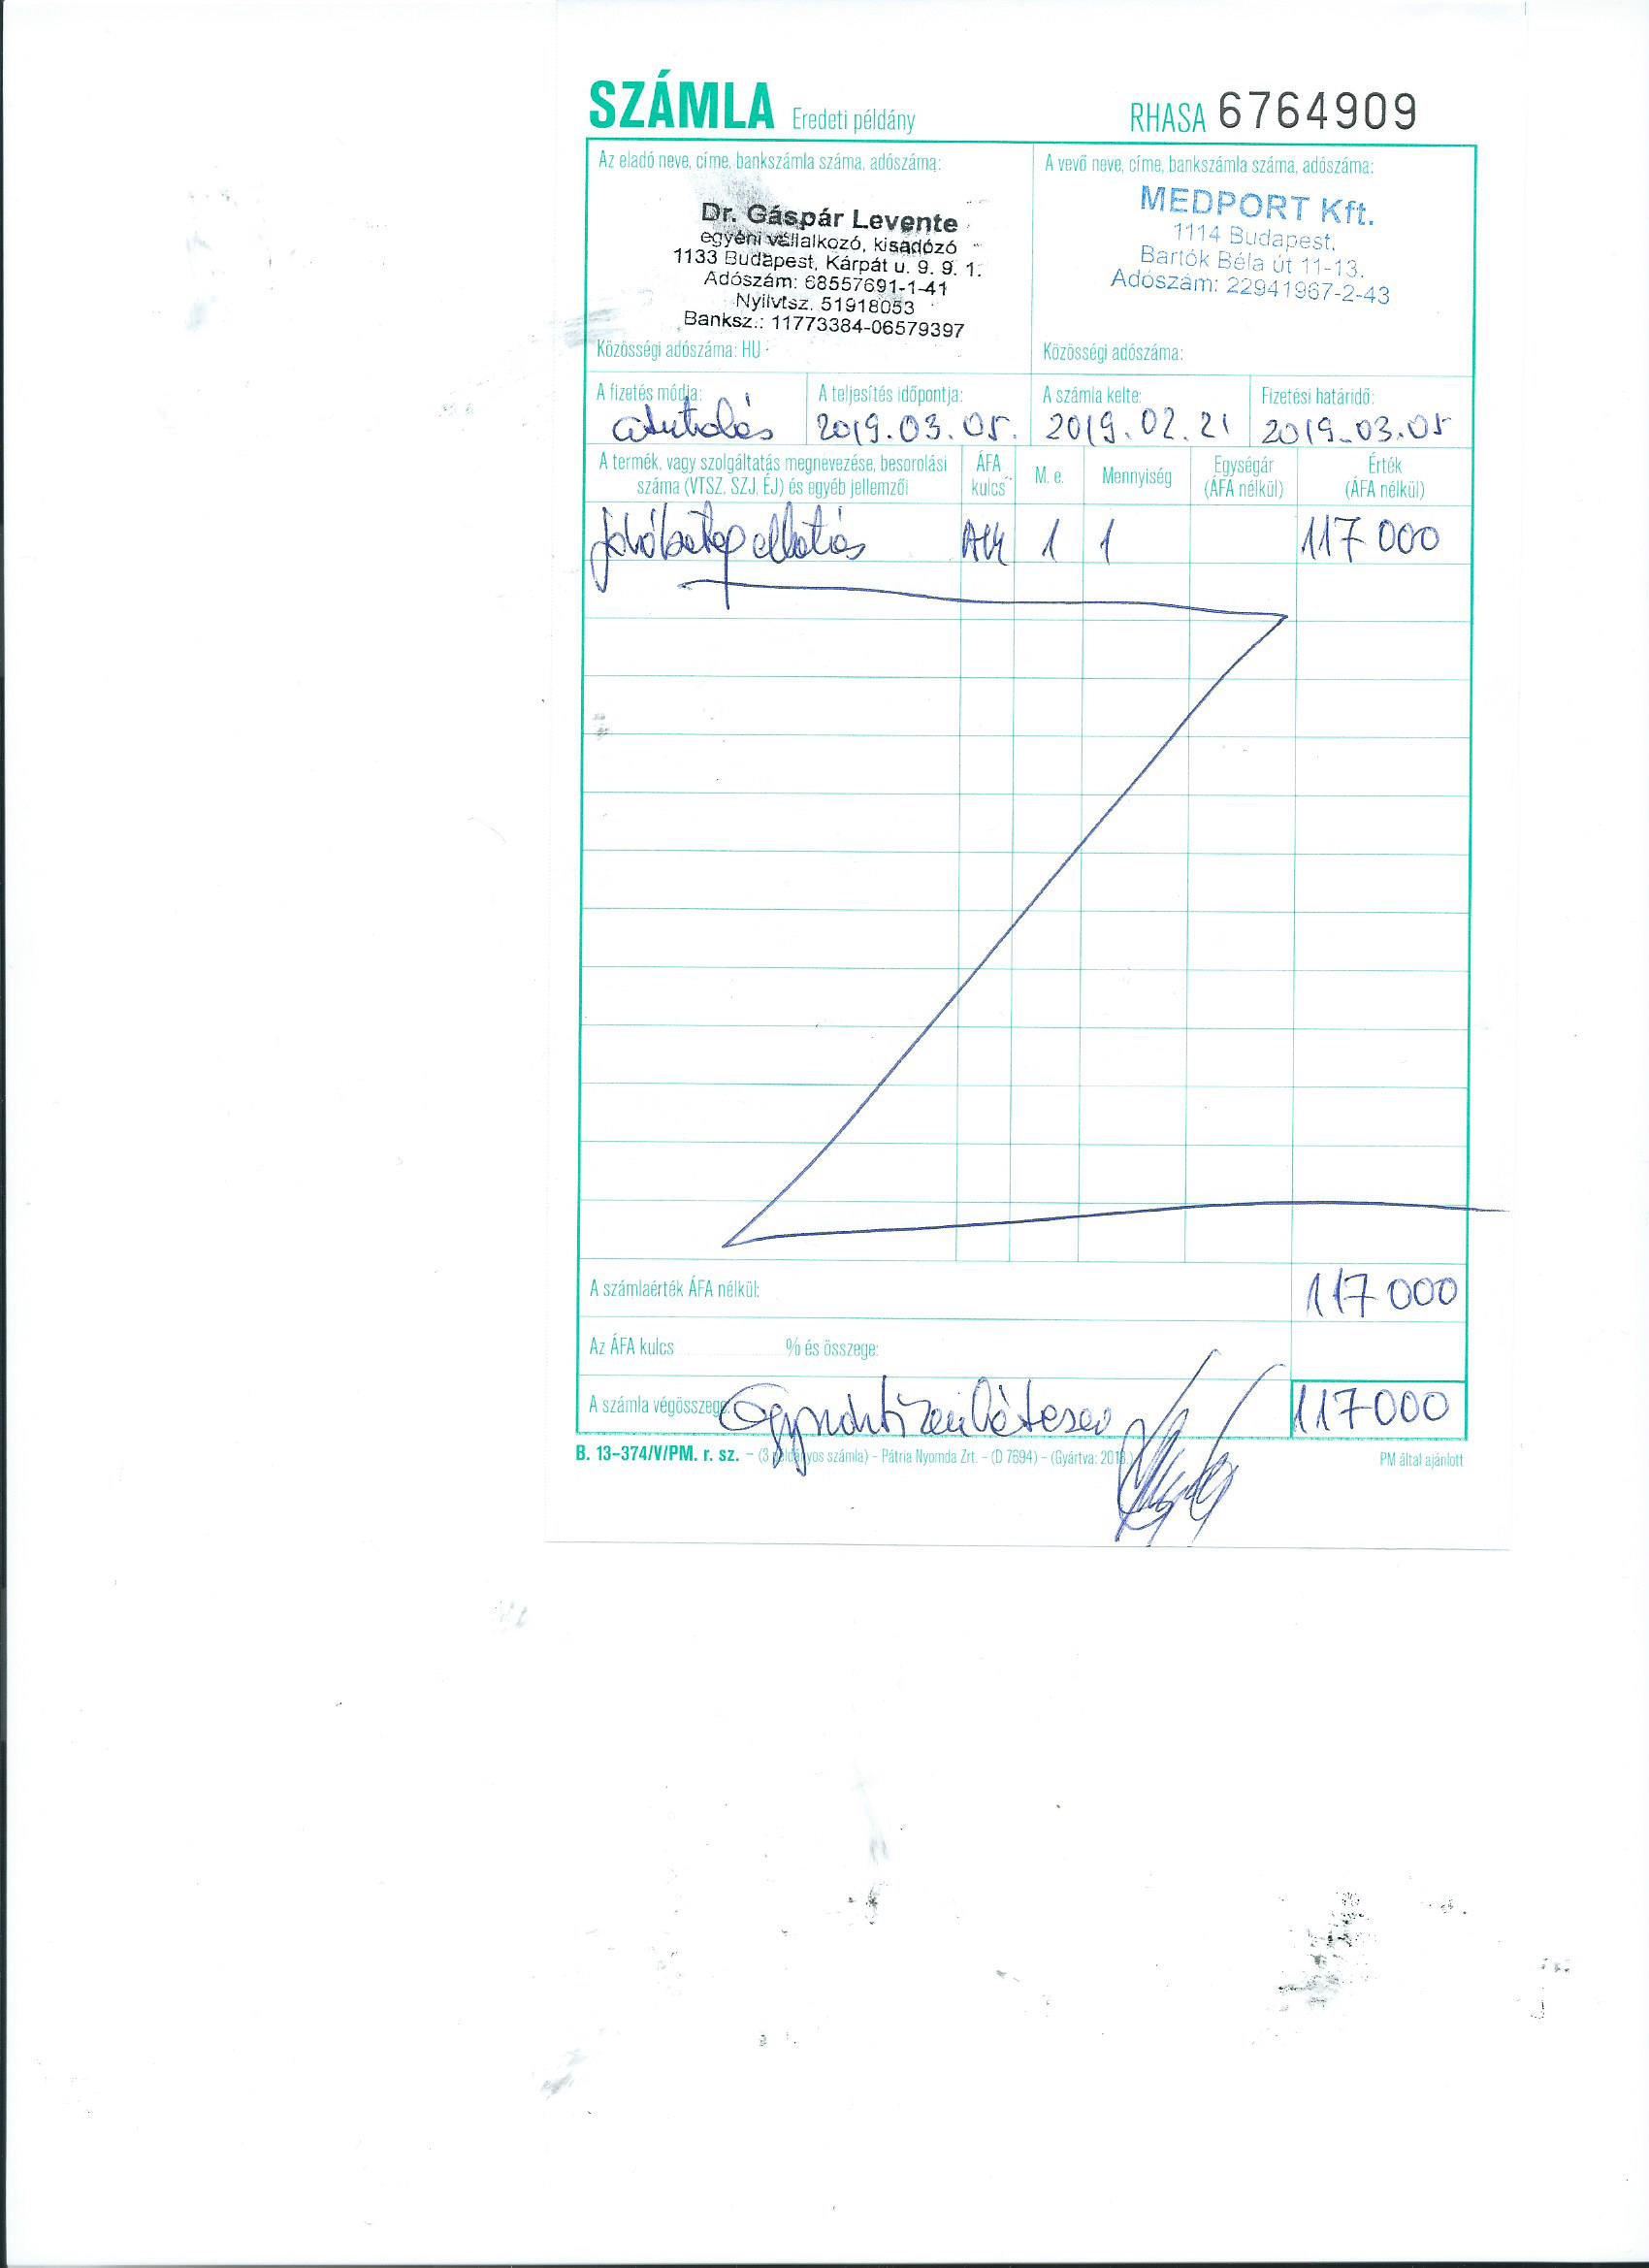 SZÁMLA Eredeti példány RHASA 6764909
Az eladó neve, címe, bankszámla száma, adószáma:
Dr. Gáspár Levente
egyéni vállalkozó, kisadózó
1133 Budapest, Kárpát u. 9. 9. 1.
Adószám: 68557691-1-41
Nyilvtsz. 51918053
Banksz.: 11773384-06579397
Közösségi adószáma: HU
A vevő neve, címe, bankszámla száma, adószáma:
MEDPORT Kft.
1114 Budapest,
Bartók Béla út 11-13.
Adószám: 22941967-2-43
Közösségi adószáma:
A fizetés módja: A teljesítés időpontja: A számla kelte: Fizetési határidő:
átutalás 2019.03.05. 2019.02.21 2019.03.05
A termék, vagy szolgáltatás megnevezése, besorolási száma (VTSZ, SZJ, ÉJ) és egyéb jellemzői
ÁFA kulcs
M. e.
Mennyiség
Egységár (ÁFA nélkül)
Érték (ÁFA nélkül)
járóbeteg ellátás 1 1 117 000
A számlaérték ÁFA nélkül: 117 000
Az ÁFA kulcs % és összege:
A számla végösszege: 117 000
B. 13–374/V/PM. r. sz. – (3 példányos számla) – Pátria Nyomda Zrt. – (D 7694) – (Gyártva: 2018.) PM által ajánlott